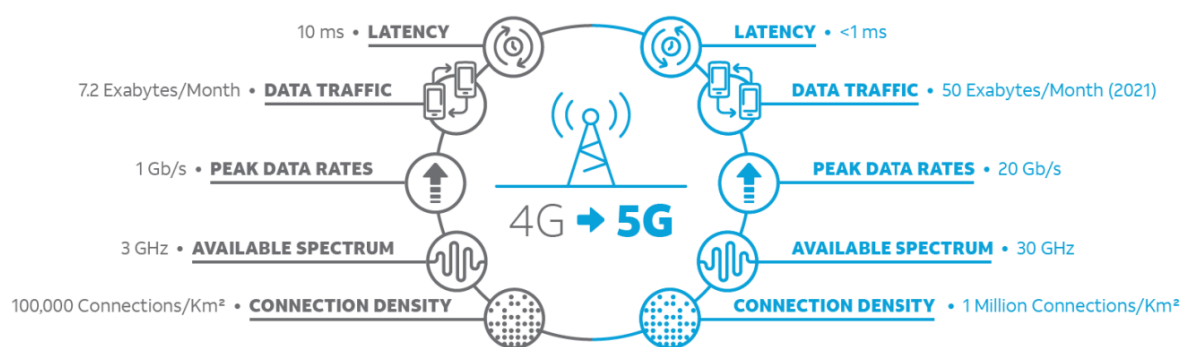 10 ms • LATENCY
7.2 Exabytes/Month • DATA TRAFFIC
1 Gb/s • PEAK DATA RATES
3 GHz • AVAILABLE SPECTRUM
100,000 Connections/Km² • CONNECTION DENSITY
4G ➜ 5G
LATENCY • <1 ms
DATA TRAFFIC • 50 Exabytes/Month (2021)
PEAK DATA RATES • 20 Gb/s
AVAILABLE SPECTRUM • 30 GHz
CONNECTION DENSITY • 1 Million Connections/Km²